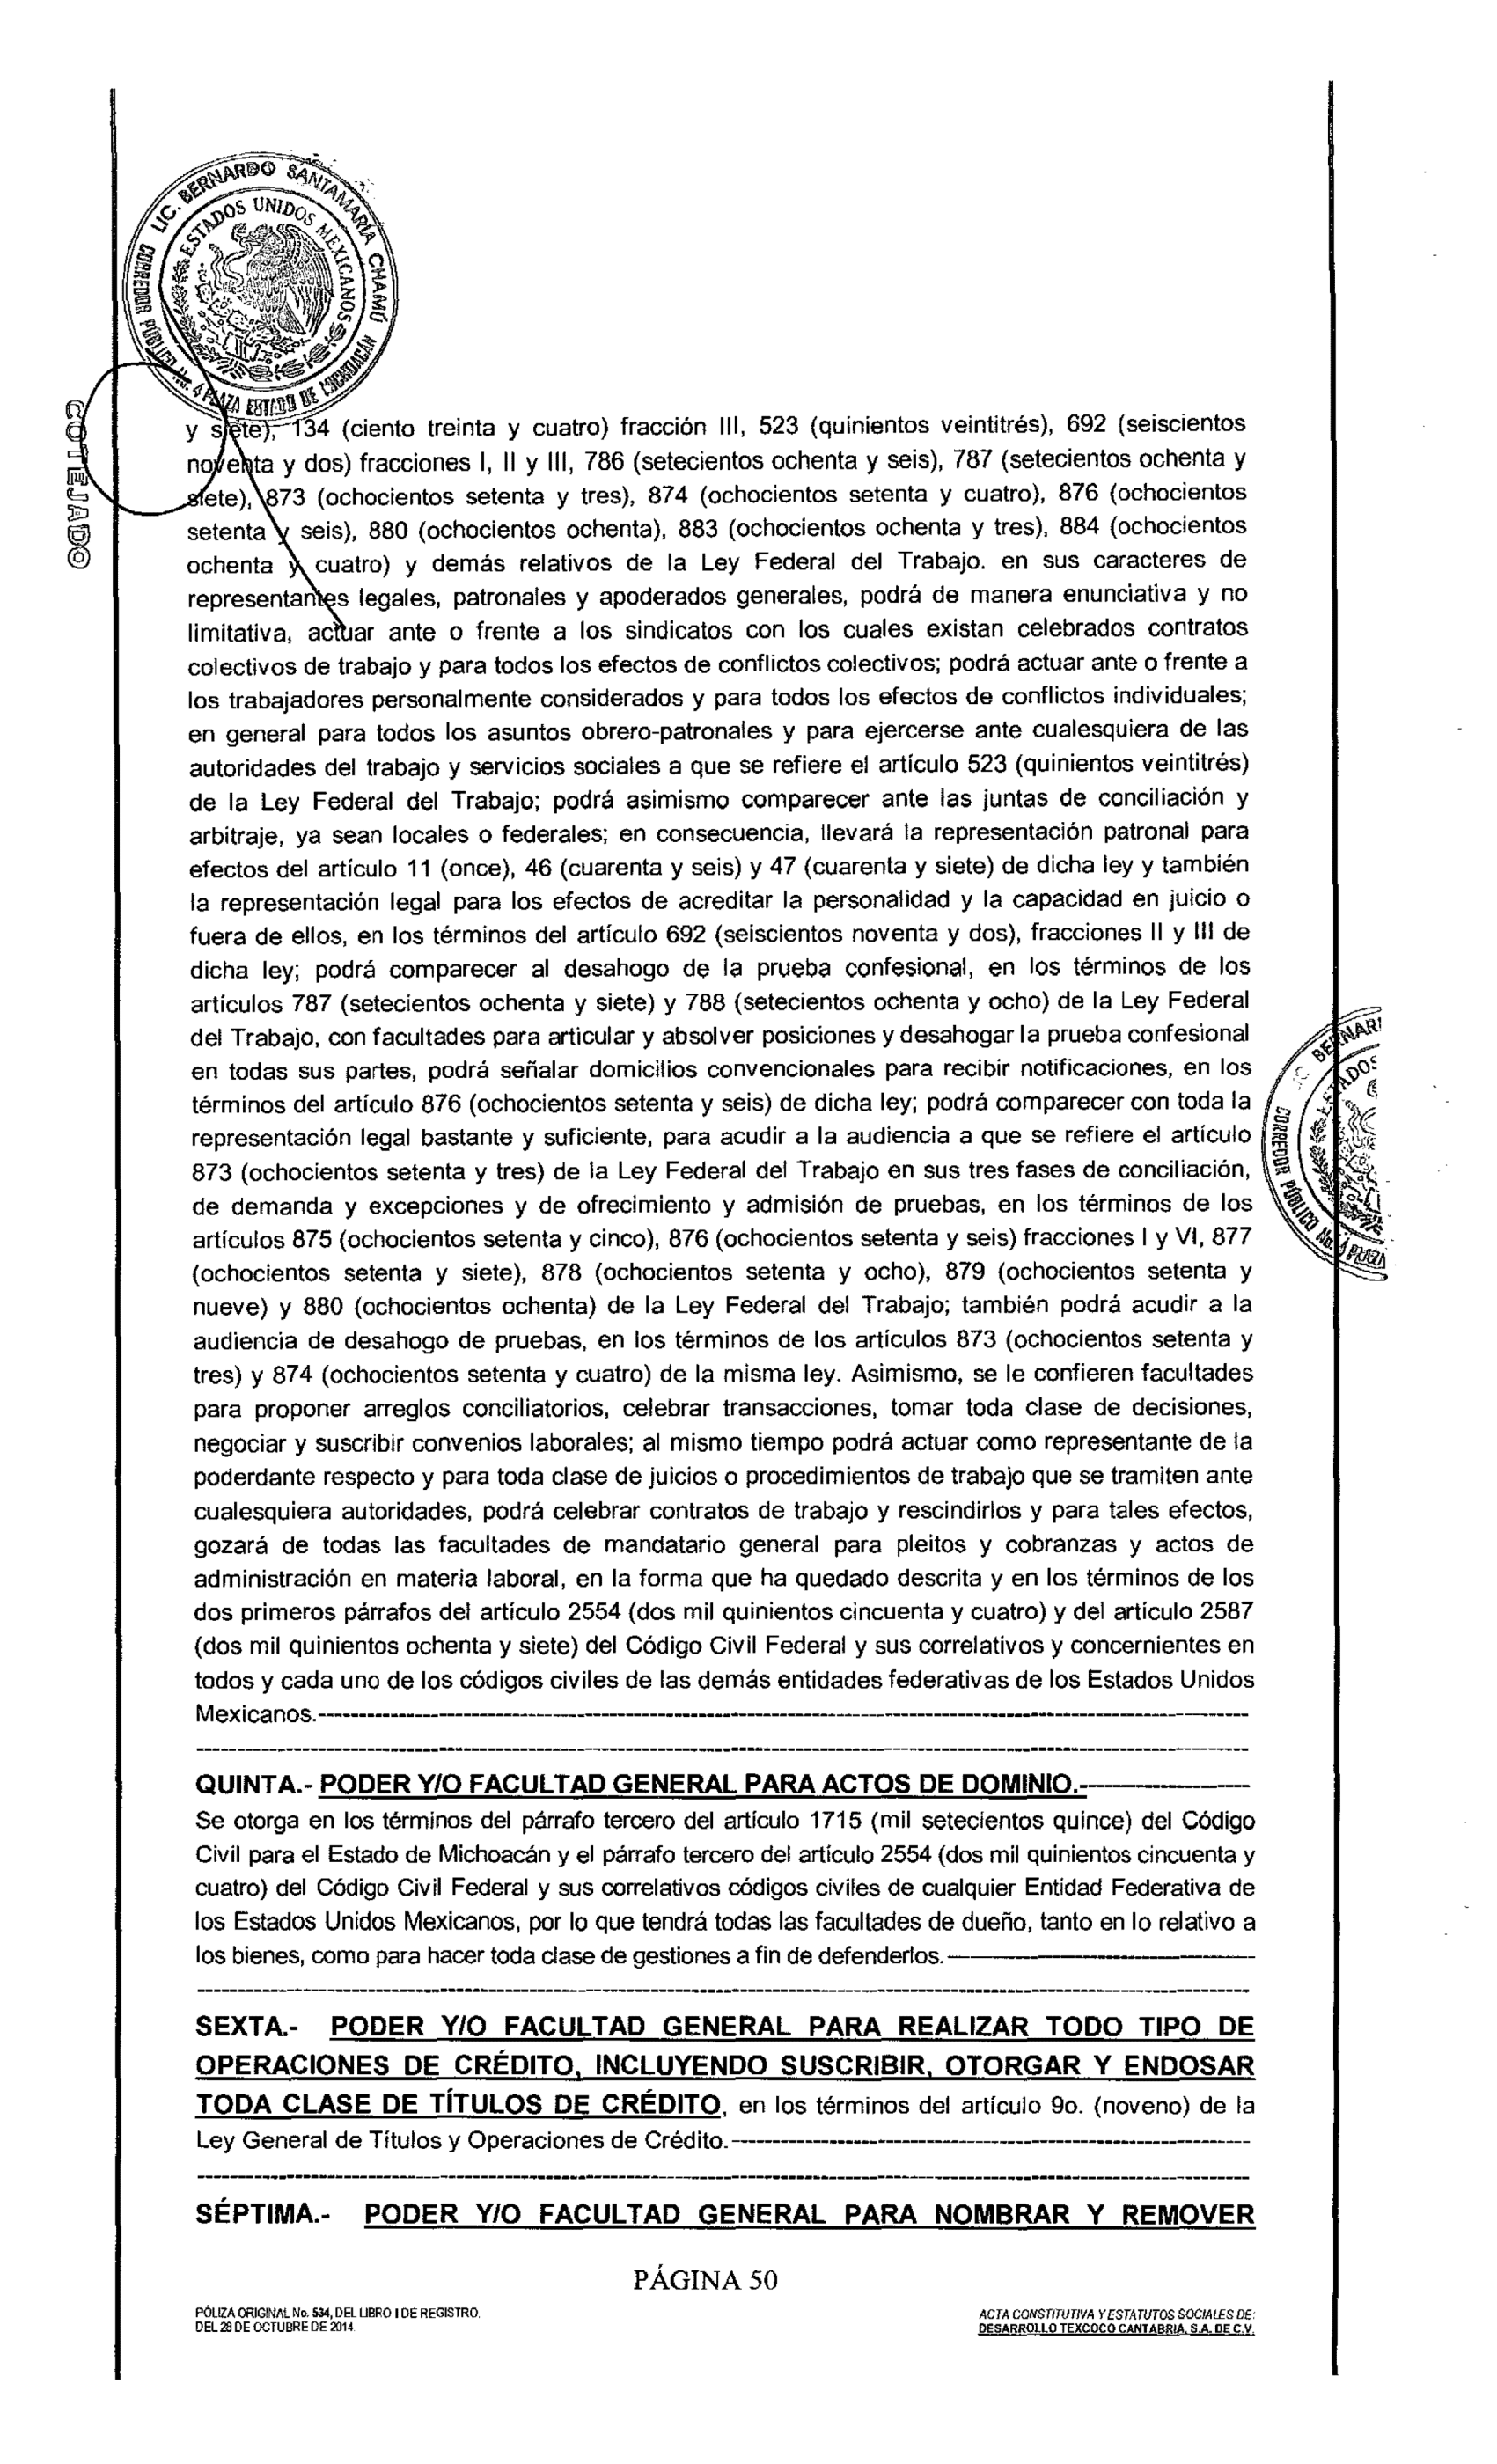 LIC. BERNARDO SANTAMARÍA CHAMÚ
ESTADOS UNIDOS MEXICANOS
CORREDOR PÚBLICO No. 4 PLAZA ESTADO DE MICHOACÁN
COTEJADO
y siete), 134 (ciento treinta y cuatro) fracción III, 523 (quinientos veintitrés), 692 (seiscientos
noventa y dos) fracciones I, II y III, 786 (setecientos ochenta y seis), 787 (setecientos ochenta y
siete), 873 (ochocientos setenta y tres), 874 (ochocientos setenta y cuatro), 876 (ochocientos
setenta y seis), 880 (ochocientos ochenta), 883 (ochocientos ochenta y tres), 884 (ochocientos
ochenta y cuatro) y demás relativos de la Ley Federal del Trabajo. en sus caracteres de
representantes legales, patronales y apoderados generales, podrá de manera enunciativa y no
limitativa, actuar ante o frente a los sindicatos con los cuales existan celebrados contratos
colectivos de trabajo y para todos los efectos de conflictos colectivos; podrá actuar ante o frente a
los trabajadores personalmente considerados y para todos los efectos de conflictos individuales;
en general para todos los asuntos obrero-patronales y para ejercerse ante cualesquiera de las
autoridades del trabajo y servicios sociales a que se refiere el artículo 523 (quinientos veintitrés)
de la Ley Federal del Trabajo; podrá asimismo comparecer ante las juntas de conciliación y
arbitraje, ya sean locales o federales; en consecuencia, llevará la representación patronal para
efectos del artículo 11 (once), 46 (cuarenta y seis) y 47 (cuarenta y siete) de dicha ley y también
la representación legal para los efectos de acreditar la personalidad y la capacidad en juicio o
fuera de ellos, en los términos del artículo 692 (seiscientos noventa y dos), fracciones II y III de
dicha ley; podrá comparecer al desahogo de la prueba confesional, en los términos de los
artículos 787 (setecientos ochenta y siete) y 788 (setecientos ochenta y ocho) de la Ley Federal
del Trabajo, con facultades para articular y absolver posiciones y desahogar la prueba confesional
en todas sus partes, podrá señalar domicilios convencionales para recibir notificaciones, en los
términos del artículo 876 (ochocientos setenta y seis) de dicha ley; podrá comparecer con toda la
representación legal bastante y suficiente, para acudir a la audiencia a que se refiere el artículo
873 (ochocientos setenta y tres) de la Ley Federal del Trabajo en sus tres fases de conciliación,
de demanda y excepciones y de ofrecimiento y admisión de pruebas, en los términos de los
artículos 875 (ochocientos setenta y cinco), 876 (ochocientos setenta y seis) fracciones I y VI, 877
(ochocientos setenta y siete), 878 (ochocientos setenta y ocho), 879 (ochocientos setenta y
nueve) y 880 (ochocientos ochenta) de la Ley Federal del Trabajo; también podrá acudir a la
audiencia de desahogo de pruebas, en los términos de los artículos 873 (ochocientos setenta y
tres) y 874 (ochocientos setenta y cuatro) de la misma ley. Asimismo, se le confieren facultades
para proponer arreglos conciliatorios, celebrar transacciones, tomar toda clase de decisiones,
negociar y suscribir convenios laborales; al mismo tiempo podrá actuar como representante de la
poderdante respecto y para toda clase de juicios o procedimientos de trabajo que se tramiten ante
cualesquiera autoridades, podrá celebrar contratos de trabajo y rescindirlos y para tales efectos,
gozará de todas las facultades de mandatario general para pleitos y cobranzas y actos de
administración en materia laboral, en la forma que ha quedado descrita y en los términos de los
dos primeros párrafos del artículo 2554 (dos mil quinientos cincuenta y cuatro) y del artículo 2587
(dos mil quinientos ochenta y siete) del Código Civil Federal y sus correlativos y concernientes en
todos y cada uno de los códigos civiles de las demás entidades federativas de los Estados Unidos
Mexicanos.
QUINTA.- PODER Y/O FACULTAD GENERAL PARA ACTOS DE DOMINIO.-
Se otorga en los términos del párrafo tercero del artículo 1715 (mil setecientos quince) del Código
Civil para el Estado de Michoacán y el párrafo tercero del artículo 2554 (dos mil quinientos cincuenta y
cuatro) del Código Civil Federal y sus correlativos códigos civiles de cualquier Entidad Federativa de
los Estados Unidos Mexicanos, por lo que tendrá todas las facultades de dueño, tanto en lo relativo a
los bienes, como para hacer toda clase de gestiones a fin de defenderlos.
SEXTA.- PODER Y/O FACULTAD GENERAL PARA REALIZAR TODO TIPO DE
OPERACIONES DE CRÉDITO, INCLUYENDO SUSCRIBIR, OTORGAR Y ENDOSAR
TODA CLASE DE TÍTULOS DE CRÉDITO, en los términos del artículo 9o. (noveno) de la
Ley General de Títulos y Operaciones de Crédito.
SÉPTIMA.- PODER Y/O FACULTAD GENERAL PARA NOMBRAR Y REMOVER
PÁGINA 50
PÓLIZA ORIGINAL No. 534, DEL LIBRO I DE REGISTRO.
DEL 28 DE OCTUBRE DE 2014
ACTA CONSTITUTIVA Y ESTATUTOS SOCIALES DE:
DESARROLLO TEXCOCO CANTABRIA, S.A. DE C.V.
CORREDOR PÚBLICO No. 4 PLAZA